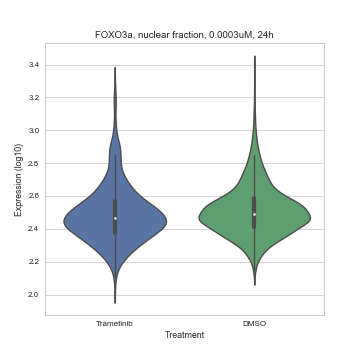 FOXO3a, nuclear fraction, 0.0003uM, 24h
3.4
3.2
3.0
2.8
2.6
2.4
2.2
2.0
Expression (log10)
Trametinib
DMSO
Treatment